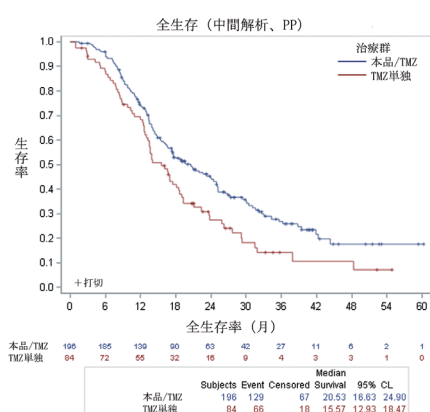 全生存（中間解析、PP）
治療群
本品/TMZ
TMZ単独
生存率
1.0
0.9
0.8
0.7
0.6
0.5
0.4
0.3
0.2
0.1
0.0
＋打切
0 6 12 18 24 30 36 42 48 54 60
全生存率（月）
本品/TMZ 196 185 139 90 63 42 27 11 6 2 1
TMZ単独 84 72 55 32 16 9 4 3 3 1 0
Median
Subjects Event Censored Survival 95% CL
本品/TMZ 196 129 67 20.53 16.63 24.90
TMZ単独 84 66 18 15.57 12.93 18.47